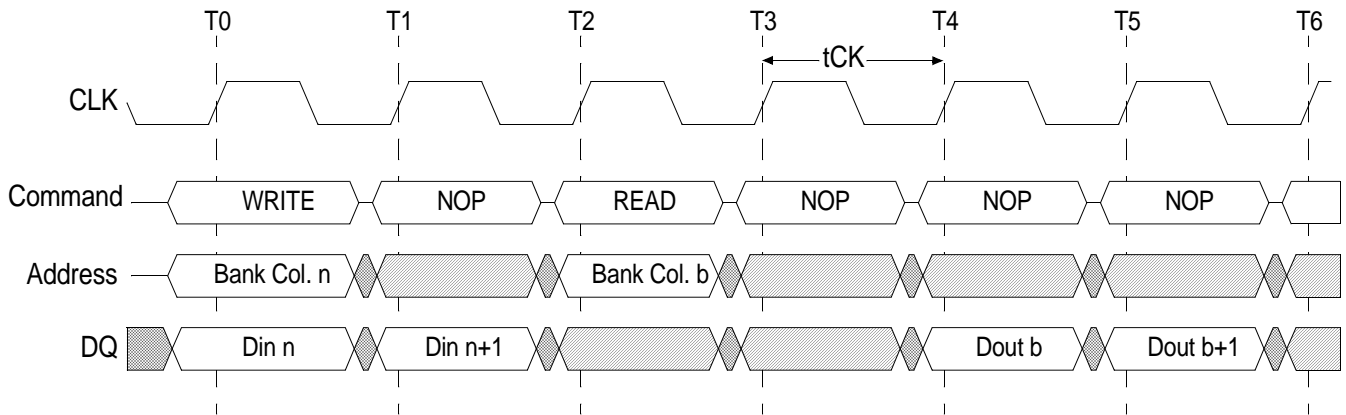 T0 T1 T2 T3 T4 T5 T6
tCK
CLK
Command WRITE NOP READ NOP NOP NOP
Address Bank Col. n Bank Col. b
DQ Din n Din n+1 Dout b Dout b+1